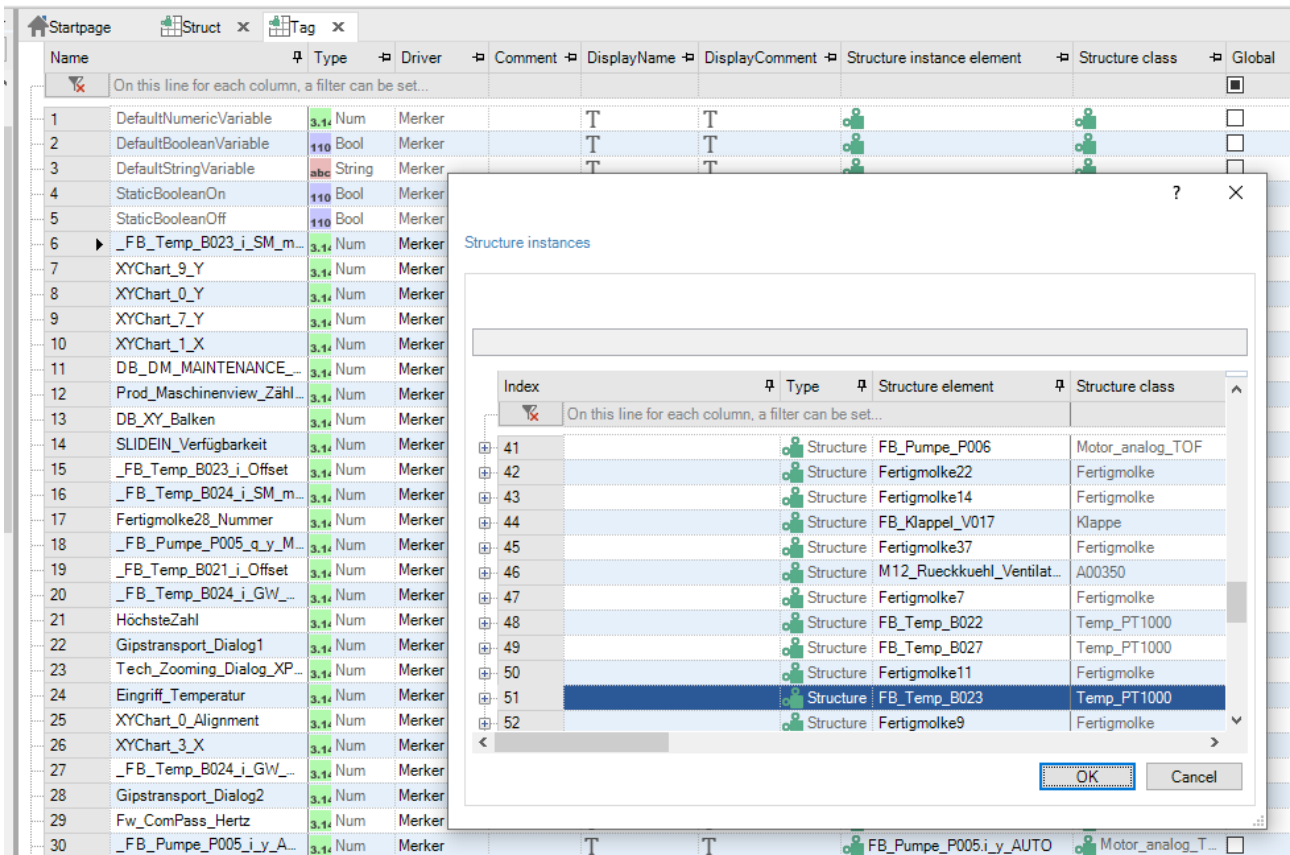 Startpage Struct x Tag x
Name Type Driver Comment DisplayName DisplayComment Structure instance element Structure class Global
On this line for each column, a filter can be set...
1 DefaultNumericVariable 3.14 Num Merker T T
2 DefaultBooleanVariable 110 Bool Merker T T
3 DefaultStringVariable abc String Merker T T
4 StaticBooleanOn 110 Bool Merker
5 StaticBooleanOff 110 Bool Merker
6 _FB_Temp_B023_i_SM_m... 3.14 Num Merker
7 XYChart_9_Y 3.14 Num Merker
8 XYChart_0_Y 3.14 Num Merker
9 XYChart_7_Y 3.14 Num Merker
10 XYChart_1_X 3.14 Num Merker
11 DB_DM_MAINTENANCE_... 3.14 Num Merker
12 Prod_Maschinenview_Zähl... 3.14 Num Merker
13 DB_XY_Balken 3.14 Num Merker
14 SLIDEIN_Verfügbarkeit 3.14 Num Merker
15 _FB_Temp_B023_i_Offset 3.14 Num Merker
16 _FB_Temp_B024_i_SM_m... 3.14 Num Merker
17 Fertigmolke28_Nummer 3.14 Num Merker
18 _FB_Pumpe_P005_q_y_M... 3.14 Num Merker
19 _FB_Temp_B021_i_Offset 3.14 Num Merker
20 _FB_Temp_B024_i_GW_... 3.14 Num Merker
21 HöchsteZahl 3.14 Num Merker
22 Gipstransport_Dialog1 3.14 Num Merker
23 Tech_Zooming_Dialog_XP... 3.14 Num Merker
24 Eingriff_Temperatur 3.14 Num Merker
25 XYChart_0_Alignment 3.14 Num Merker
26 XYChart_3_X 3.14 Num Merker
27 _FB_Temp_B024_i_GW_... 3.14 Num Merker
28 Gipstransport_Dialog2 3.14 Num Merker
29 Fw_ComPass_Hertz 3.14 Num Merker
30 _FB_Pumpe_P005_i_y_A... 3.14 Num Merker T T FB_Pumpe_P005.i_y_AUTO Motor_analog_T...
? X
Structure instances
Index Type Structure element Structure class
On this line for each column, a filter can be set...
41 Structure FB_Pumpe_P006 Motor_analog_TOF
42 Structure Fertigmolke22 Fertigmolke
43 Structure Fertigmolke14 Fertigmolke
44 Structure FB_Klappel_V017 Klappe
45 Structure Fertigmolke37 Fertigmolke
46 Structure M12_Rueckkuehl_Ventilat... A00350
47 Structure Fertigmolke7 Fertigmolke
48 Structure FB_Temp_B022 Temp_PT1000
49 Structure FB_Temp_B027 Temp_PT1000
50 Structure Fertigmolke11 Fertigmolke
51 Structure FB_Temp_B023 Temp_PT1000
52 Structure Fertigmolke9 Fertigmolke
OK Cancel